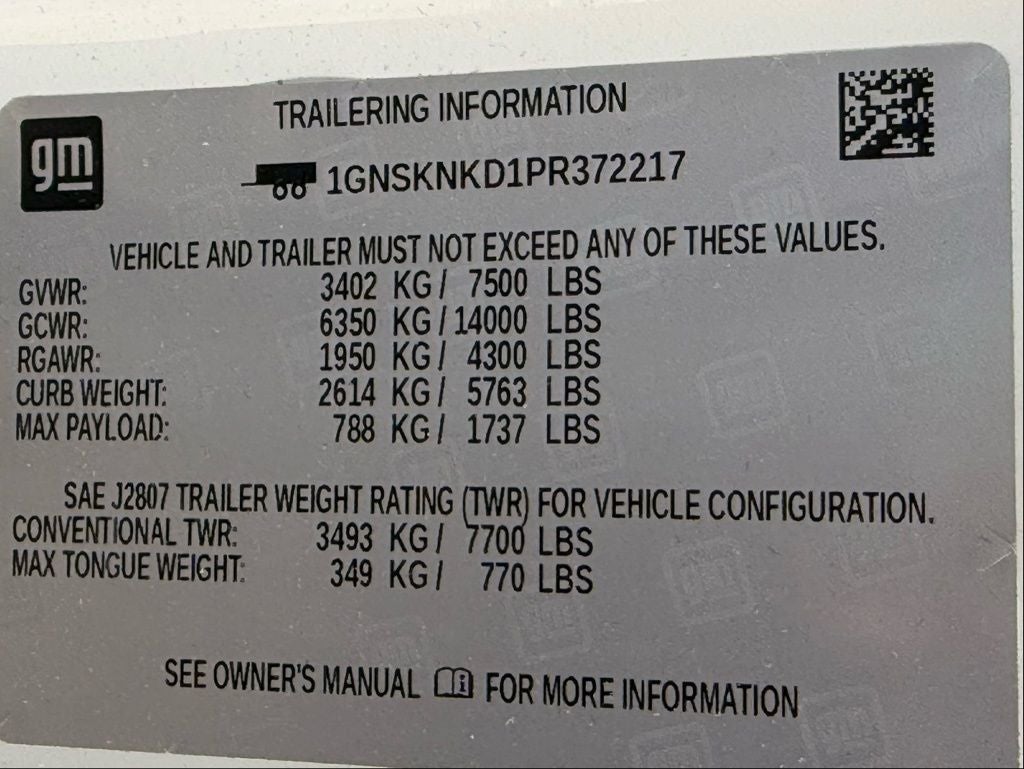 TRAILERING INFORMATION
gm
1GNSKNKD1PR372217
VEHICLE AND TRAILER MUST NOT EXCEED ANY OF THESE VALUES.
GVWR: 3402 KG / 7500 LBS
GCWR: 6350 KG / 14000 LBS
RGAWR: 1950 KG / 4300 LBS
CURB WEIGHT: 2614 KG / 5763 LBS
MAX PAYLOAD: 788 KG / 1737 LBS
SAE J2807 TRAILER WEIGHT RATING (TWR) FOR VEHICLE CONFIGURATION.
CONVENTIONAL TWR: 3493 KG / 7700 LBS
MAX TONGUE WEIGHT: 349 KG / 770 LBS
SEE OWNER'S MANUAL i FOR MORE INFORMATION